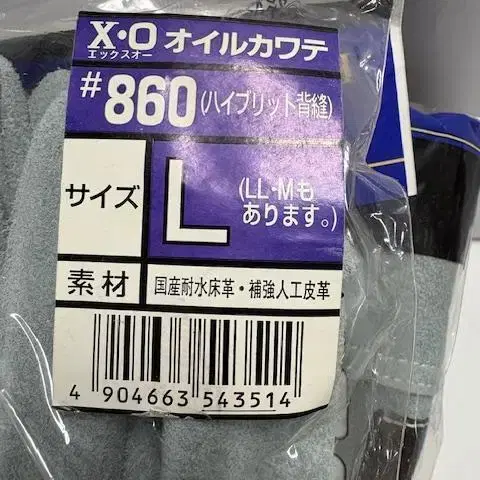 X・O オイルカワテ
エックスオー
#860 (ハイブリット背縫)
サイズ L (LL・Mも
あります。)
素材 国産耐水床革・補強人工皮革
4 904663 543514